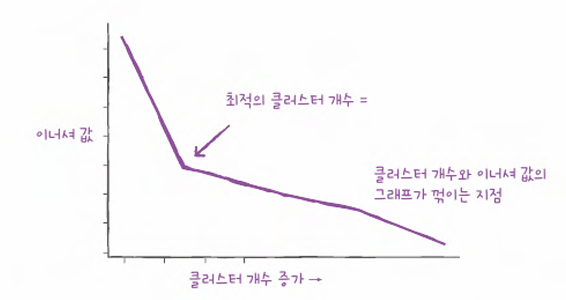 최적의 클러스터 개수 =
이너셔 값
클러스터 개수와 이너셔 값의
그래프가 꺾이는 지점
클러스터 개수 증가 →